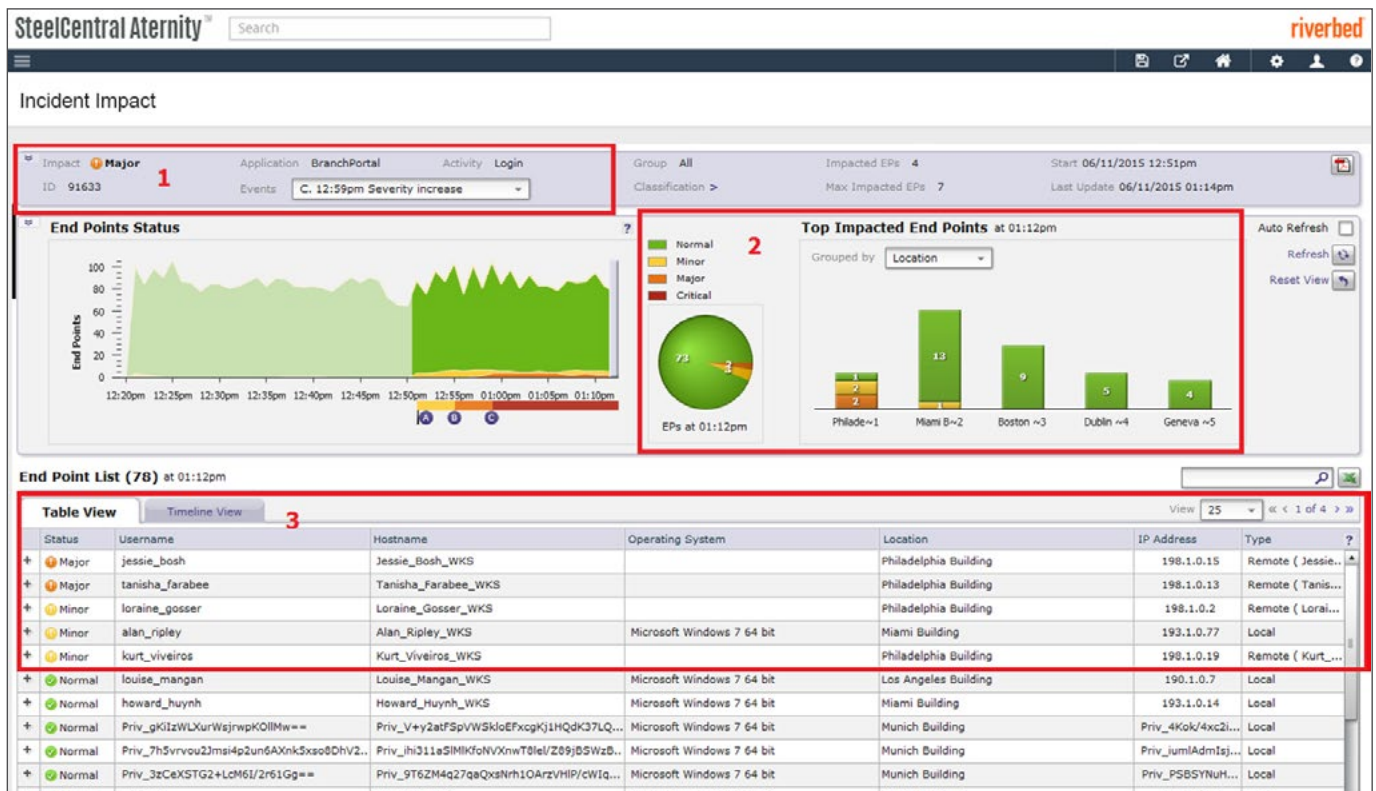 SteelCentral Aternity™ Search riverbed
Incident Impact
Impact Major Application BranchPortal Activity Login Group All Impacted EPs 4 Start 06/11/2015 12:51pm
1
ID 91633 Events C. 12:59pm Severity increase Classification > Max Impacted EPs 7 Last Update 06/11/2015 01:14pm
End Points Status ? Top Impacted End Points at 01:12pm Auto Refresh
Normal
2
Minor
Major
Critical
Grouped by Location
Refresh
Reset View
End Points
100
80
60
40
20
0
12:20pm 12:25pm 12:30pm 12:35pm 12:40pm 12:45pm 12:50pm 12:55pm 01:00pm 01:05pm 01:10pm
A B C
73
EPs at 01:12pm
1
2
2
13
1
9
5
4
Philade~1 Miami B~2 Boston ~3 Dublin ~4 Geneva ~5
End Point List (78) at 01:12pm
Table View Timeline View 3 View 25 « < 1 of 4 > »
Status Username Hostname Operating System Location IP Address Type ?
+ Major jessie_bosh Jessie_Bosh_WKS Philadelphia Building 198.1.0.15 Remote ( Jessie..
+ Major tanisha_farabee Tanisha_Farabee_WKS Philadelphia Building 198.1.0.13 Remote ( Tanis...
+ Minor loraine_gosser Loraine_Gosser_WKS Philadelphia Building 198.1.0.2 Remote ( Lorai...
+ Minor alan_ripley Alan_Ripley_WKS Microsoft Windows 7 64 bit Miami Building 193.1.0.77 Local
+ Minor kurt_viveiros Kurt_Viveiros_WKS Philadelphia Building 198.1.0.19 Remote ( Kurt_...
+ Normal louise_mangan Louise_Mangan_WKS Microsoft Windows 7 64 bit Los Angeles Building 190.1.0.7 Local
+ Normal howard_huynh Howard_Huynh_WKS Microsoft Windows 7 64 bit Miami Building 193.1.0.14 Local
+ Normal Microsoft Windows 7 64 bit Munich Building Priv_4Kok/4xc2i... Local
+ Normal Microsoft Windows 7 64 bit Munich Building Local
+ Normal Priv_3zCeXSTG2+LcM6I/2r61Gg== Microsoft Windows 7 64 bit Munich Building Priv_PSBSYNuH... Local